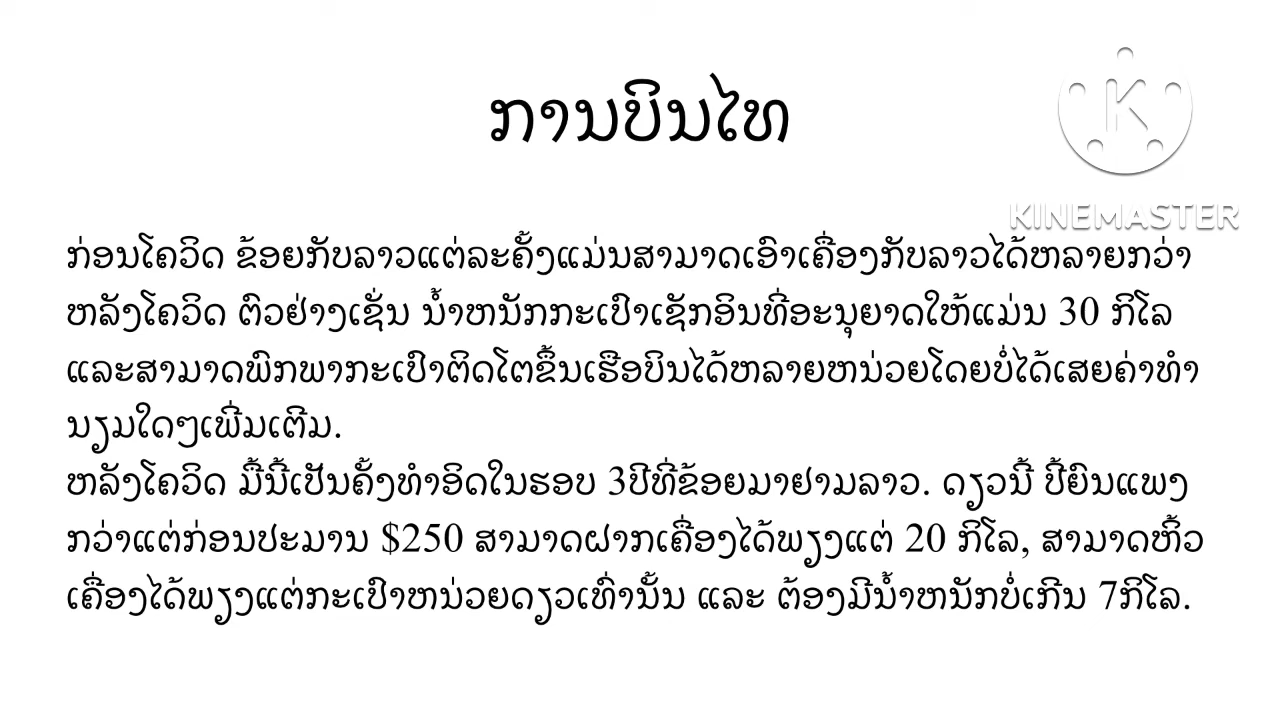 ການບິນໄທ
KINEMASTER
ກ່ອນໂຄວິດ ຂ້ອຍກັບລາວແຕ່ລະຄັ້ງແມ່ນສາມາດເອົາເຄື່ອງກັບລາວໄດ້ຫລາຍກວ່າ
ຫລັງໂຄວິດ ຕົວຢ່າງເຊັ່ນ ນ້ຳຫນັກກະເປົາເຊັກອິນທີ່ອະນຸຍາດໃຫ້ແມ່ນ 30 ກິໂລ
ແລະສາມາດພົກພາກະເປົາຕິດໂຕຂຶ້ນເຮືອບິນໄດ້ຫລາຍຫນ່ວຍໂດຍບໍ່ໄດ້ເສຍຄ່າທຳ
ນຽມໃດໆເພີ່ມເຕີມ.
ຫລັງໂຄວິດ ມື້ນີ້ເປັນຄັ້ງທຳອິດໃນຮອບ 3ປີທີ່ຂ້ອຍມາຢາມລາວ. ດຽວນີ້ ປີ້ຍົນແພງ
ກວ່າແຕ່ກ່ອນປະມານ $250 ສາມາດຝາກເຄື່ອງໄດ້ພຽງແຕ່ 20 ກິໂລ, ສາມາດຫິ້ວ
ເຄື່ອງໄດ້ພຽງແຕ່ກະເປົາຫນ່ວຍດຽວເທົ່ານັ້ນ ແລະ ຕ້ອງມີນ້ຳຫນັກບໍ່ເກີນ 7ກິໂລ.